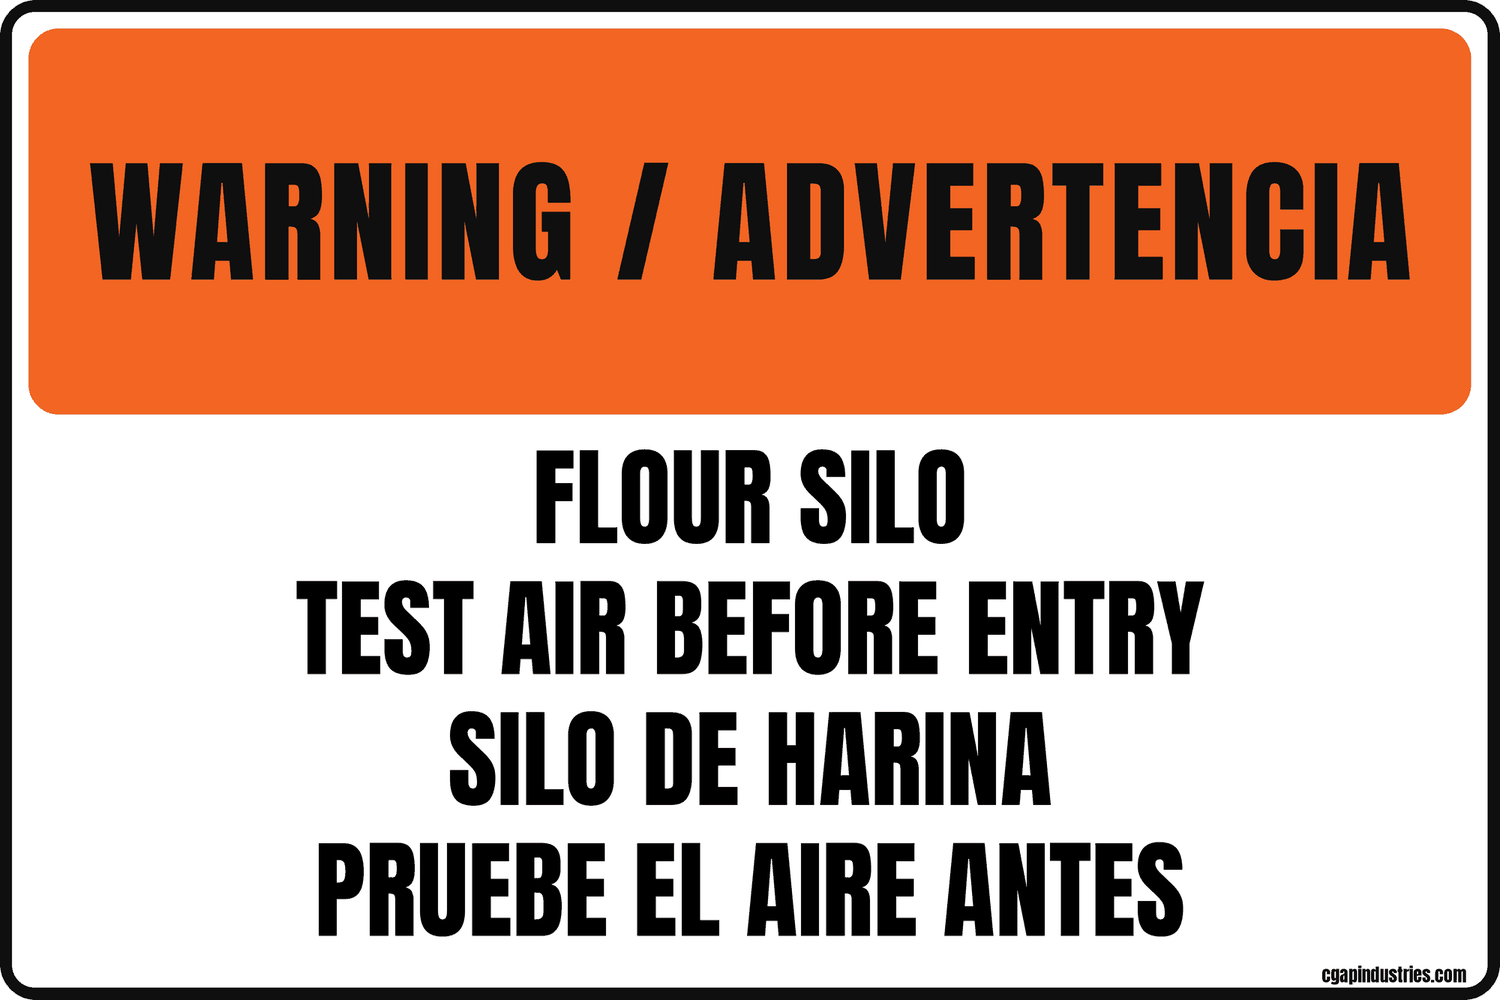 WARNING / ADVERTENCIA
FLOUR SILO
TEST AIR BEFORE ENTRY
SILO DE HARINA
PRUEBE EL AIRE ANTES
cgapindustries.com